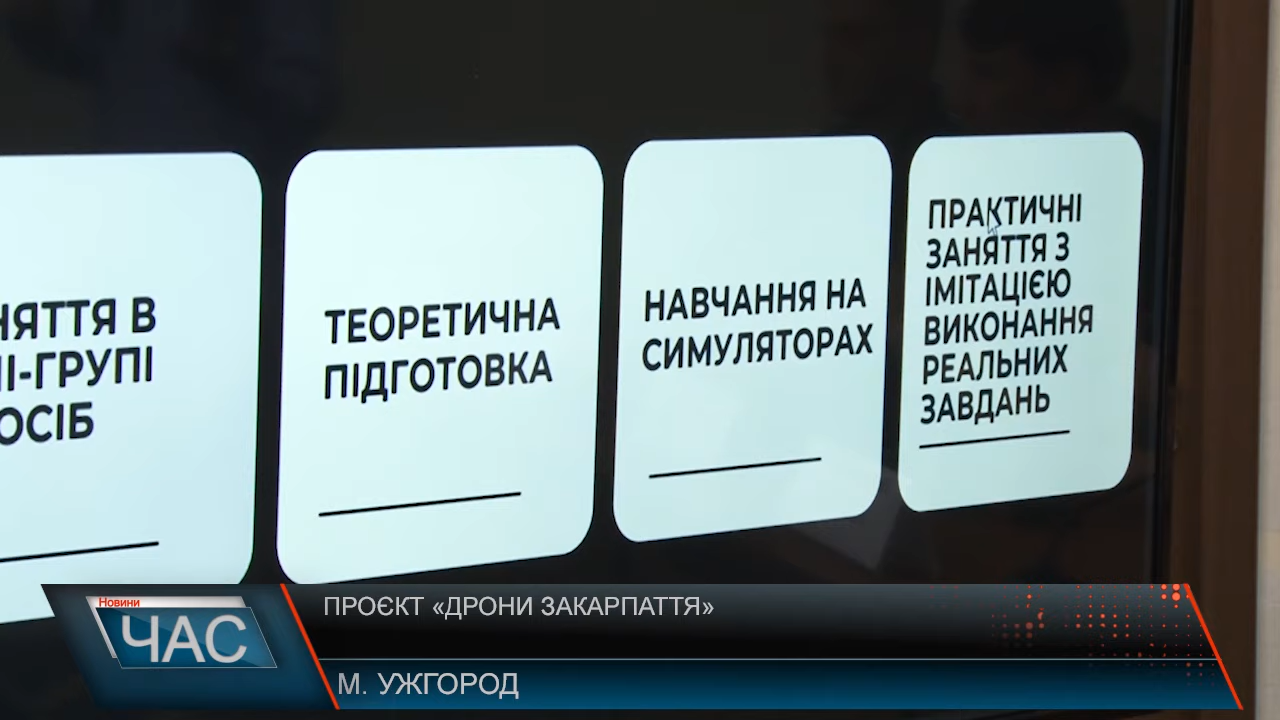 НЯТТЯ В
І-ГРУПІ
ОСІБ
ТЕОРЕТИЧНА
ПІДГОТОВКА
НАВЧАННЯ НА
СИМУЛЯТОРАХ
ПРАКТИЧНІ
ЗАНЯТТЯ З
ІМІТАЦІЄЮ
ВИКОНАННЯ
РЕАЛЬНИХ
ЗАВДАНЬ
Новини
ЧАС
ПРОЄКТ «ДРОНИ ЗАКАРПАТТЯ»
М. УЖГОРОД